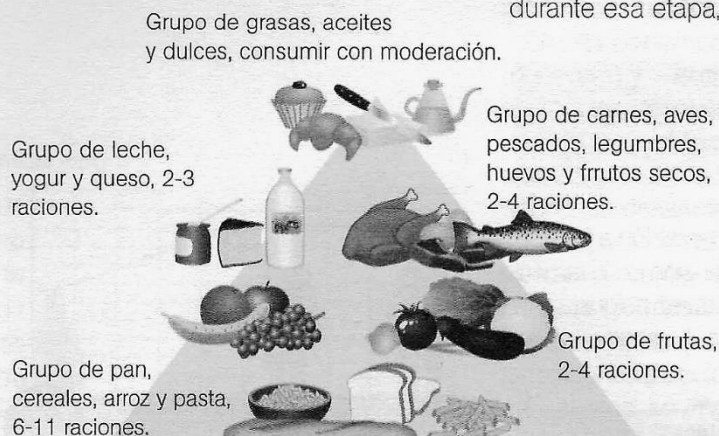 durante esa etapa,
Grupo de grasas, aceites
y dulces, consumir con moderación.
Grupo de carnes, aves,
pescados, legumbres,
huevos y frrutos secos,
2-4 raciones.
Grupo de leche,
yogur y queso, 2-3
raciones.
Grupo de frutas,
2-4 raciones.
Grupo de pan,
cereales, arroz y pasta,
6-11 raciones.